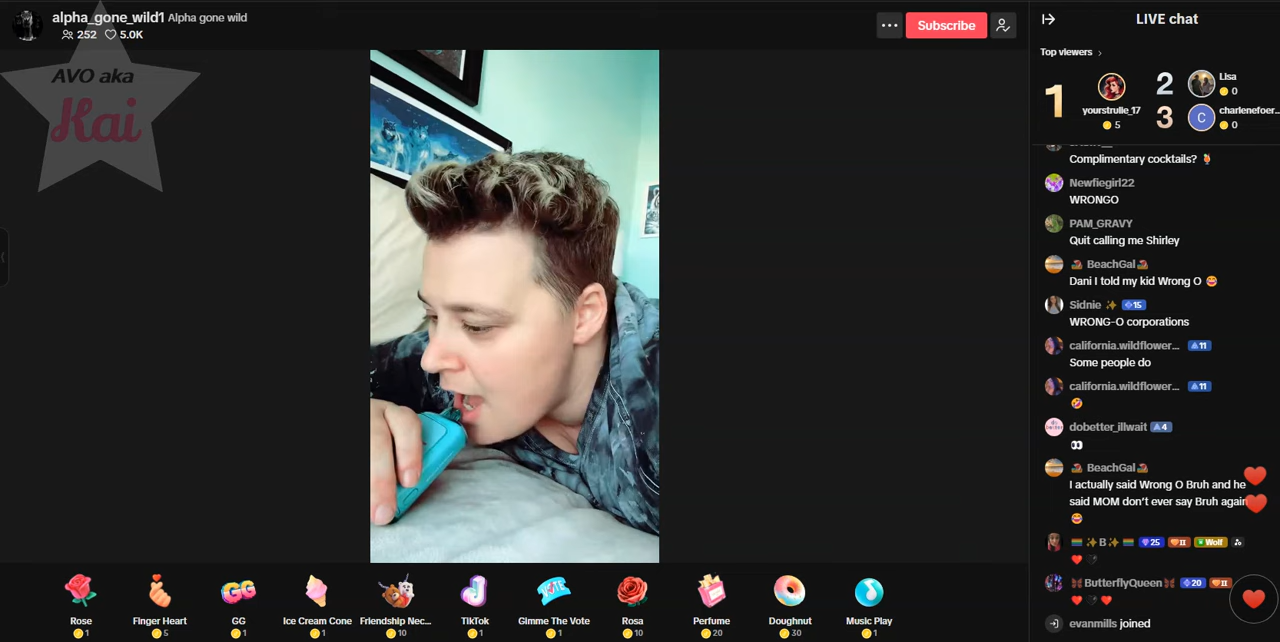 alpha_gone_wild1 Alpha gone wild
252 5.0K
AVO aka
Kai
Subscribe
LIVE chat
Top viewers
1
yourstrulie_17
5
2
Lisa
0
3
C
charlenefoer...
0
Complimentary cocktails?
Newfiegirl22
WRONGO
PAM_GRAVY
Quit calling me Shirley
BeachGal
Dani I told my kid Wrong O
Sidnie 15
WRONG-O corporations
california.wildflower... 11
Some people do
california.wildflower... 11
dobetter_illwait 4
BeachGal
I actually said Wrong O Bruh and he
said MOM don't ever say Bruh again
B 25 II Wolf
ButterflyQueen 20 II
evanmills joined
Rose
1
Finger Heart
5
GG
1
Ice Cream Cone
1
Friendship Nec...
10
TikTok
1
Gimme The Vote
1
Rosa
10
Perfume
20
Doughnut
30
Music Play
1